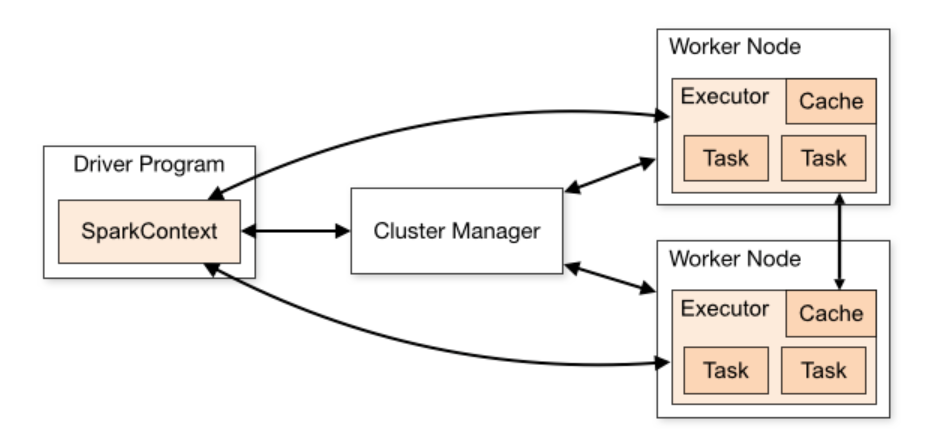 Driver Program
SparkContext
Cluster Manager
Worker Node
Executor
Cache
Task
Task
Worker Node
Executor
Cache
Task
Task